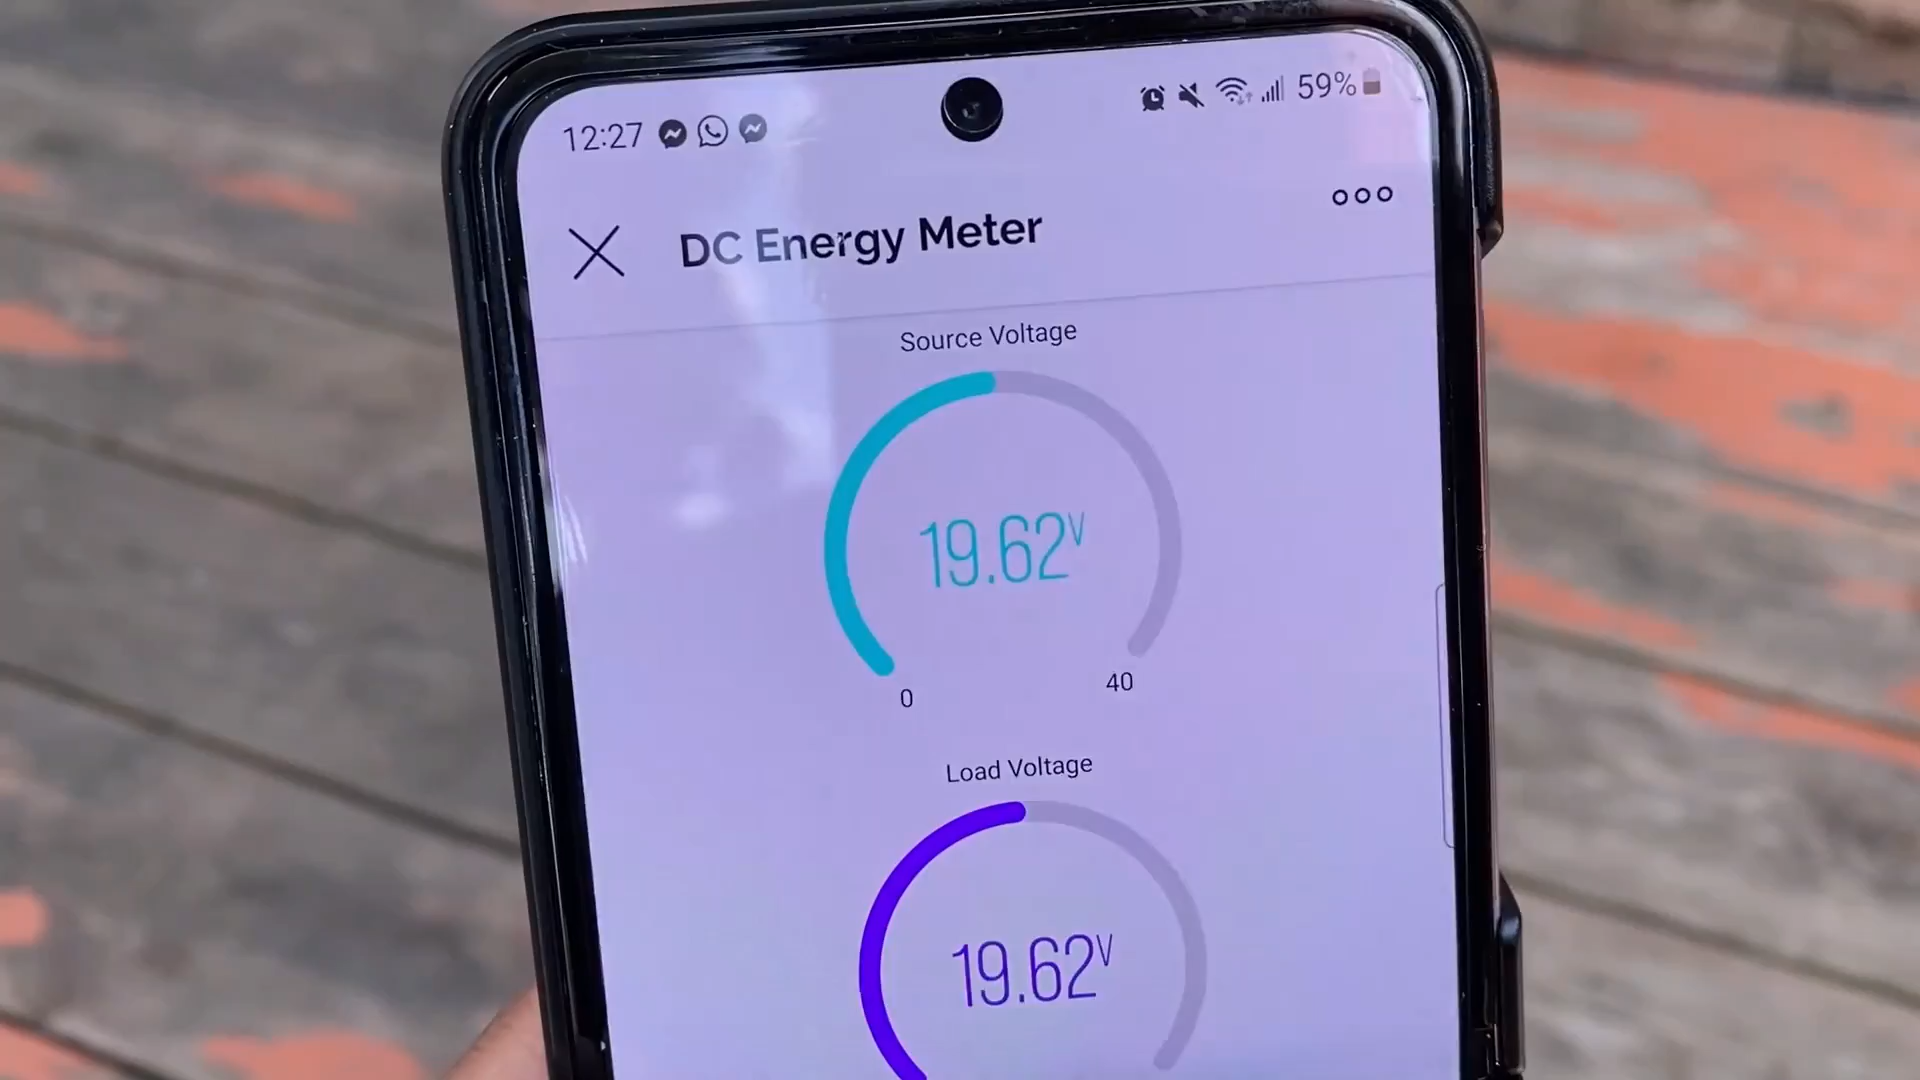 12:27 59%
DC Energy Meter
Source Voltage
19.62V
0 40
Load Voltage
19.62V